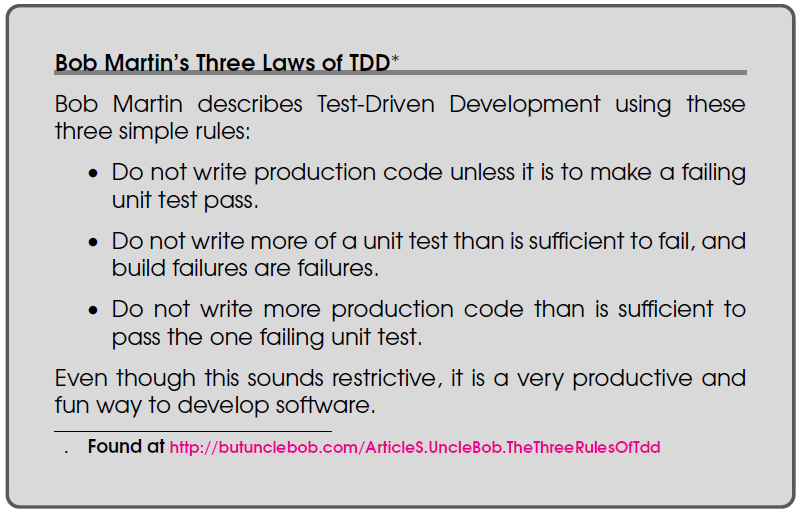 Bob Martin's Three Laws of TDD*
Bob Martin describes Test-Driven Development using these
three simple rules:
• Do not write production code unless it is to make a failing
unit test pass.
• Do not write more of a unit test than is sufficient to fail, and
build failures are failures.
• Do not write more production code than is sufficient to
pass the one failing unit test.
Even though this sounds restrictive, it is a very productive and
fun way to develop software.
. Found at http://butunclebob.com/ArticleS.UncleBob.TheThreeRulesOfTdd